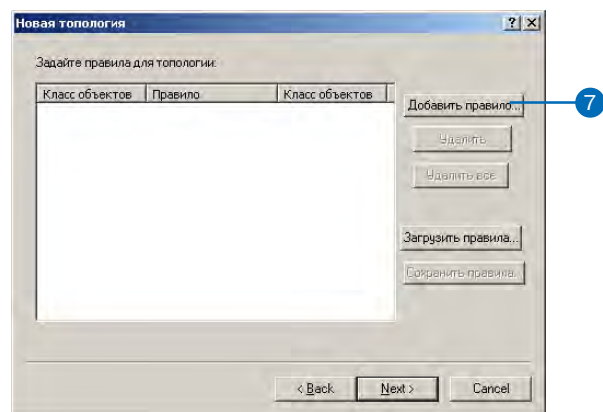 Новая топология
Задайте правила для топологии:
Класс объектов Правило Класс объектов
Добавить правило...
7
Удалить
Удалить все
Загрузить правила...
Сохранить правила...
< Back Next > Cancel